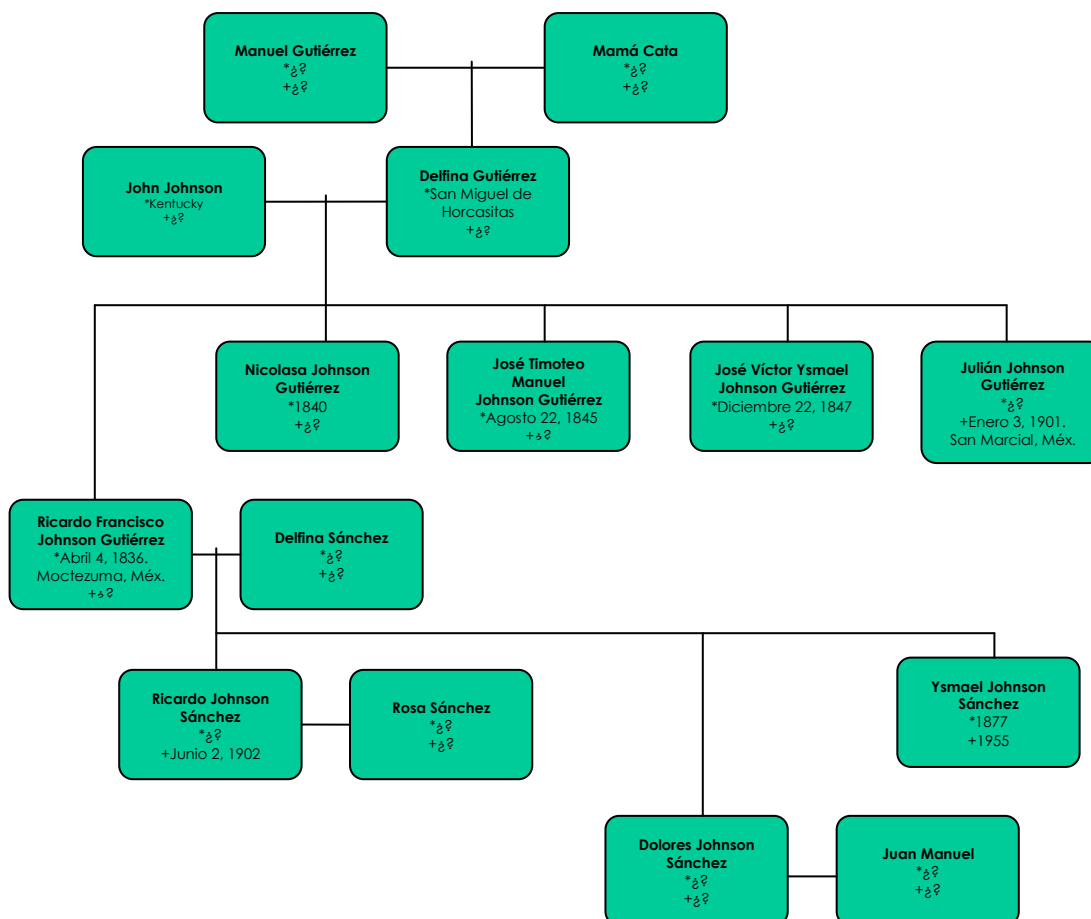 Manuel Gutiérrez
*¿?
+¿?
Mamá Cata
*¿?
+¿?
John Johnson
*Kentucky
+¿?
Delfina Gutiérrez
*San Miguel de
Horcasitas
+¿?
Nicolasa Johnson
Gutiérrez
*1840
+¿?
José Timoteo
Manuel
Johnson Gutiérrez
*Agosto 22, 1845
+¿?
José Víctor Ysmael
Johnson Gutiérrez
*Diciembre 22, 1847
+¿?
Julián Johnson
Gutiérrez
*¿?
+Enero 3, 1901.
San Marcial, Méx.
Ricardo Francisco
Johnson Gutiérrez
*Abril 4, 1836.
Moctezuma, Méx.
+¿?
Delfina Sánchez
*¿?
+¿?
Ricardo Johnson
Sánchez
*¿?
+Junio 2, 1902
Rosa Sánchez
*¿?
+¿?
Ysmael Johnson
Sánchez
*1877
+1955
Dolores Johnson
Sánchez
*¿?
+¿?
Juan Manuel
*¿?
+¿?